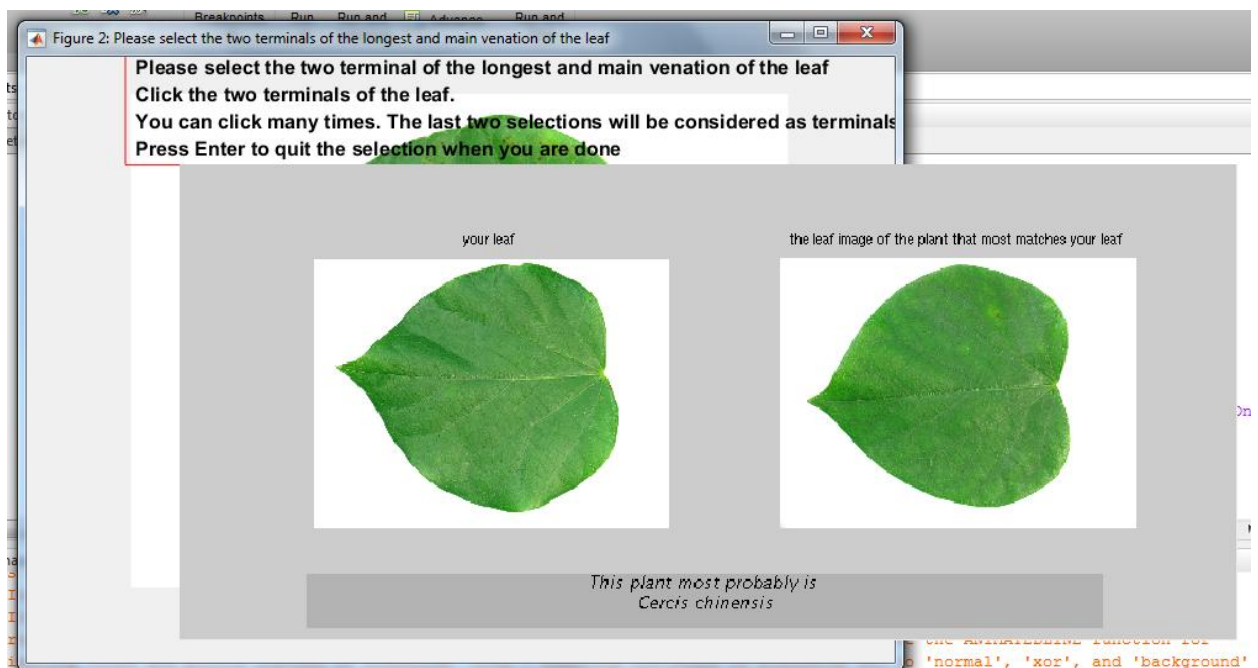 Breakpoints Run Run and Advance Run and
Figure 2: Please select the two terminals of the longest and main venation of the leaf
Please select the two terminal of the longest and main venation of the leaf
Click the two terminals of the leaf.
You can click many times. The last two selections will be considered as terminals
Press Enter to quit the selection when you are done
your leaf
the leaf image of the plant that most matches your leaf
This plant most probably is
Cercis chinensis
the ANIMATEDLINE function for
'normal', 'xor', and 'background'